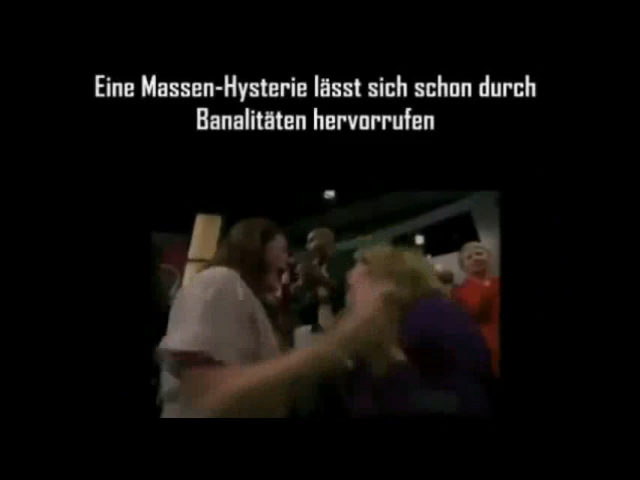 Eine Massen-Hysterie lässt sich schon durch
Banalitäten hervorrufen